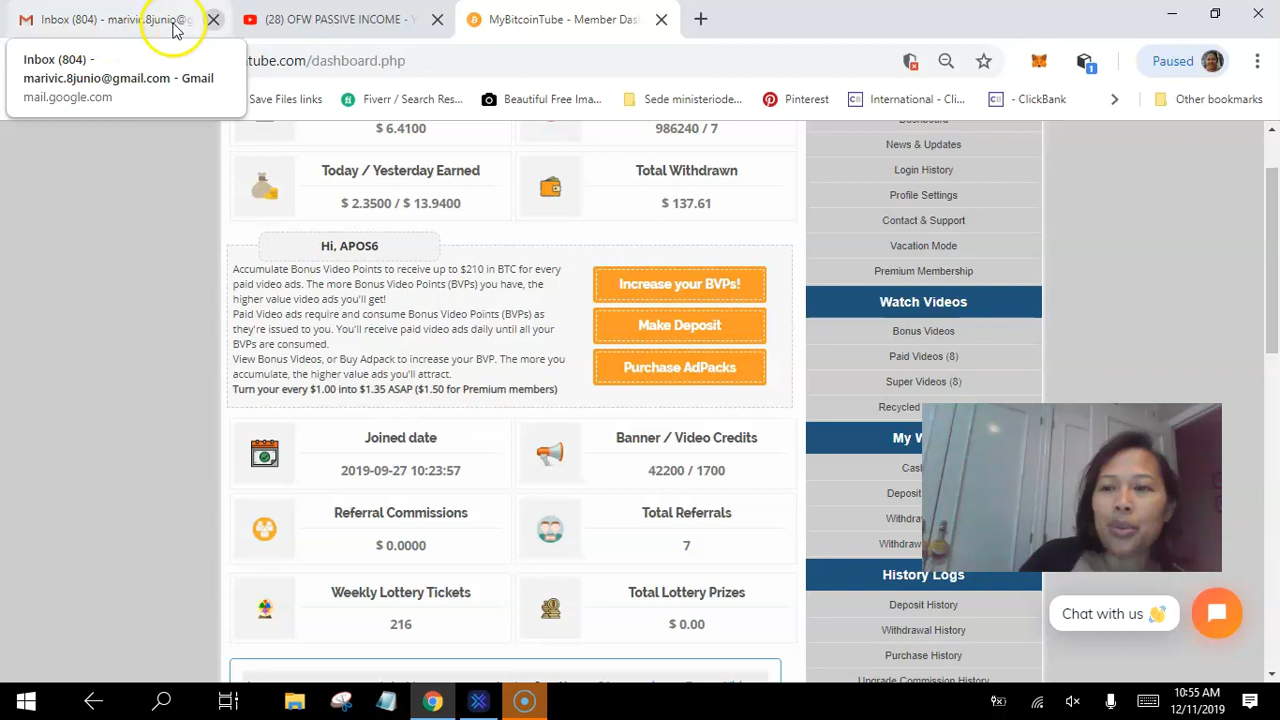 Inbox (804) - marivic.8junio@g
(28) OFW PASSIVE INCOME - Y
MyBitcoinTube - Member Das
Inbox (804) -
marivic.8junio@gmail.com - Gmail
mail.google.com
tube.com/dashboard.php
Paused
1
Save Files links
Fiverr / Search Res...
Beautiful Free Ima...
Sede ministeriode...
Pinterest
International - Cli...
- ClickBank
Other bookmarks
$ 6.4100
986240 / 7
Today / Yesterday Earned
$ 2.3500 / $ 13.9400
Total Withdrawn
$ 137.61
Hi, APOS6
Accumulate Bonus Video Points to receive up to $210 in BTC for every
paid video ads. The more Bonus Video Points (BVPs) you have, the
higher value video ads you'll get!
Paid Video ads require and consume Bonus Video Points (BVPs) as
they're issued to you. You'll receive paid video ads daily until all your
BVPs are consumed.
View Bonus Videos, or Buy Adpack to increase your BVP. The more you
accumulate, the higher value ads you'll attract.
Turn your every $1.00 into $1.35 ASAP ($1.50 for Premium members)
Increase your BVPs!
Make Deposit
Purchase AdPacks
Joined date
2019-09-27 10:23:57
Banner / Video Credits
42200 / 1700
Referral Commissions
$ 0.0000
Total Referrals
7
Weekly Lottery Tickets
216
Total Lottery Prizes
$ 0.00
Dashboard
News & Updates
Login History
Profile Settings
Contact & Support
Vacation Mode
Premium Membership
Watch Videos
Bonus Videos
Paid Videos (8)
Super Videos (8)
Recycled
My W
Cas
Deposit
Withdra
Withdraw
History Logs
Deposit History
Withdrawal History
Purchase History
Upgrade Commission History
Chat with us 👋
10:55 AM
12/11/2019